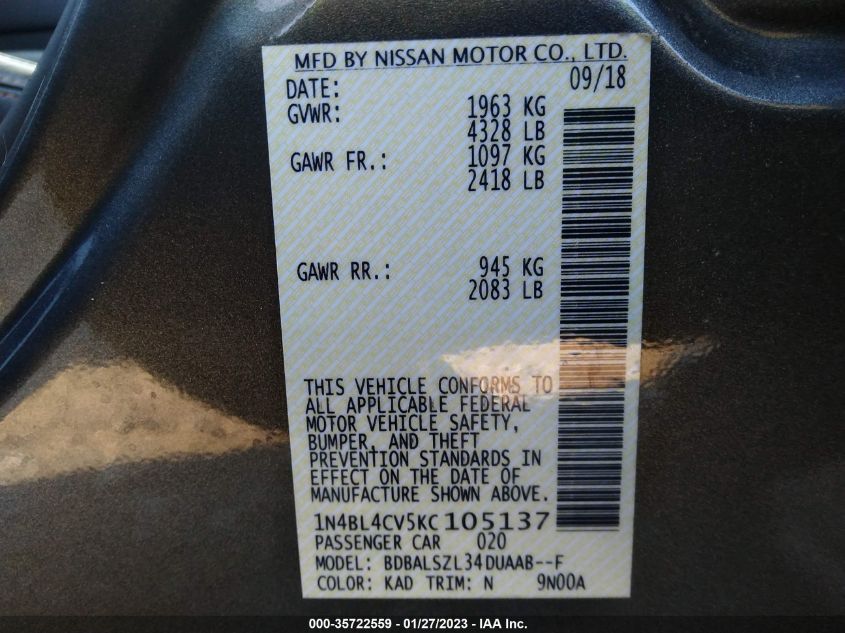 MFD BY NISSAN MOTOR CO., LTD.
DATE: 09/18
GVWR: 1963 KG
4328 LB
GAWR FR.: 1097 KG
2418 LB
GAWR RR.: 945 KG
2083 LB
THIS VEHICLE CONFORMS TO
ALL APPLICABLE FEDERAL
MOTOR VEHICLE SAFETY,
BUMPER, AND THEFT
PREVENTION STANDARDS IN
EFFECT ON THE DATE OF
MANUFACTURE SHOWN ABOVE.
1N4BL4CV5KC105137
PASSENGER CAR 020
MODEL: BDBALSZL34DUAAB--F
COLOR: KAD TRIM: N 9N00A
000-35722559 — 01/27/2023 — IAA Inc.